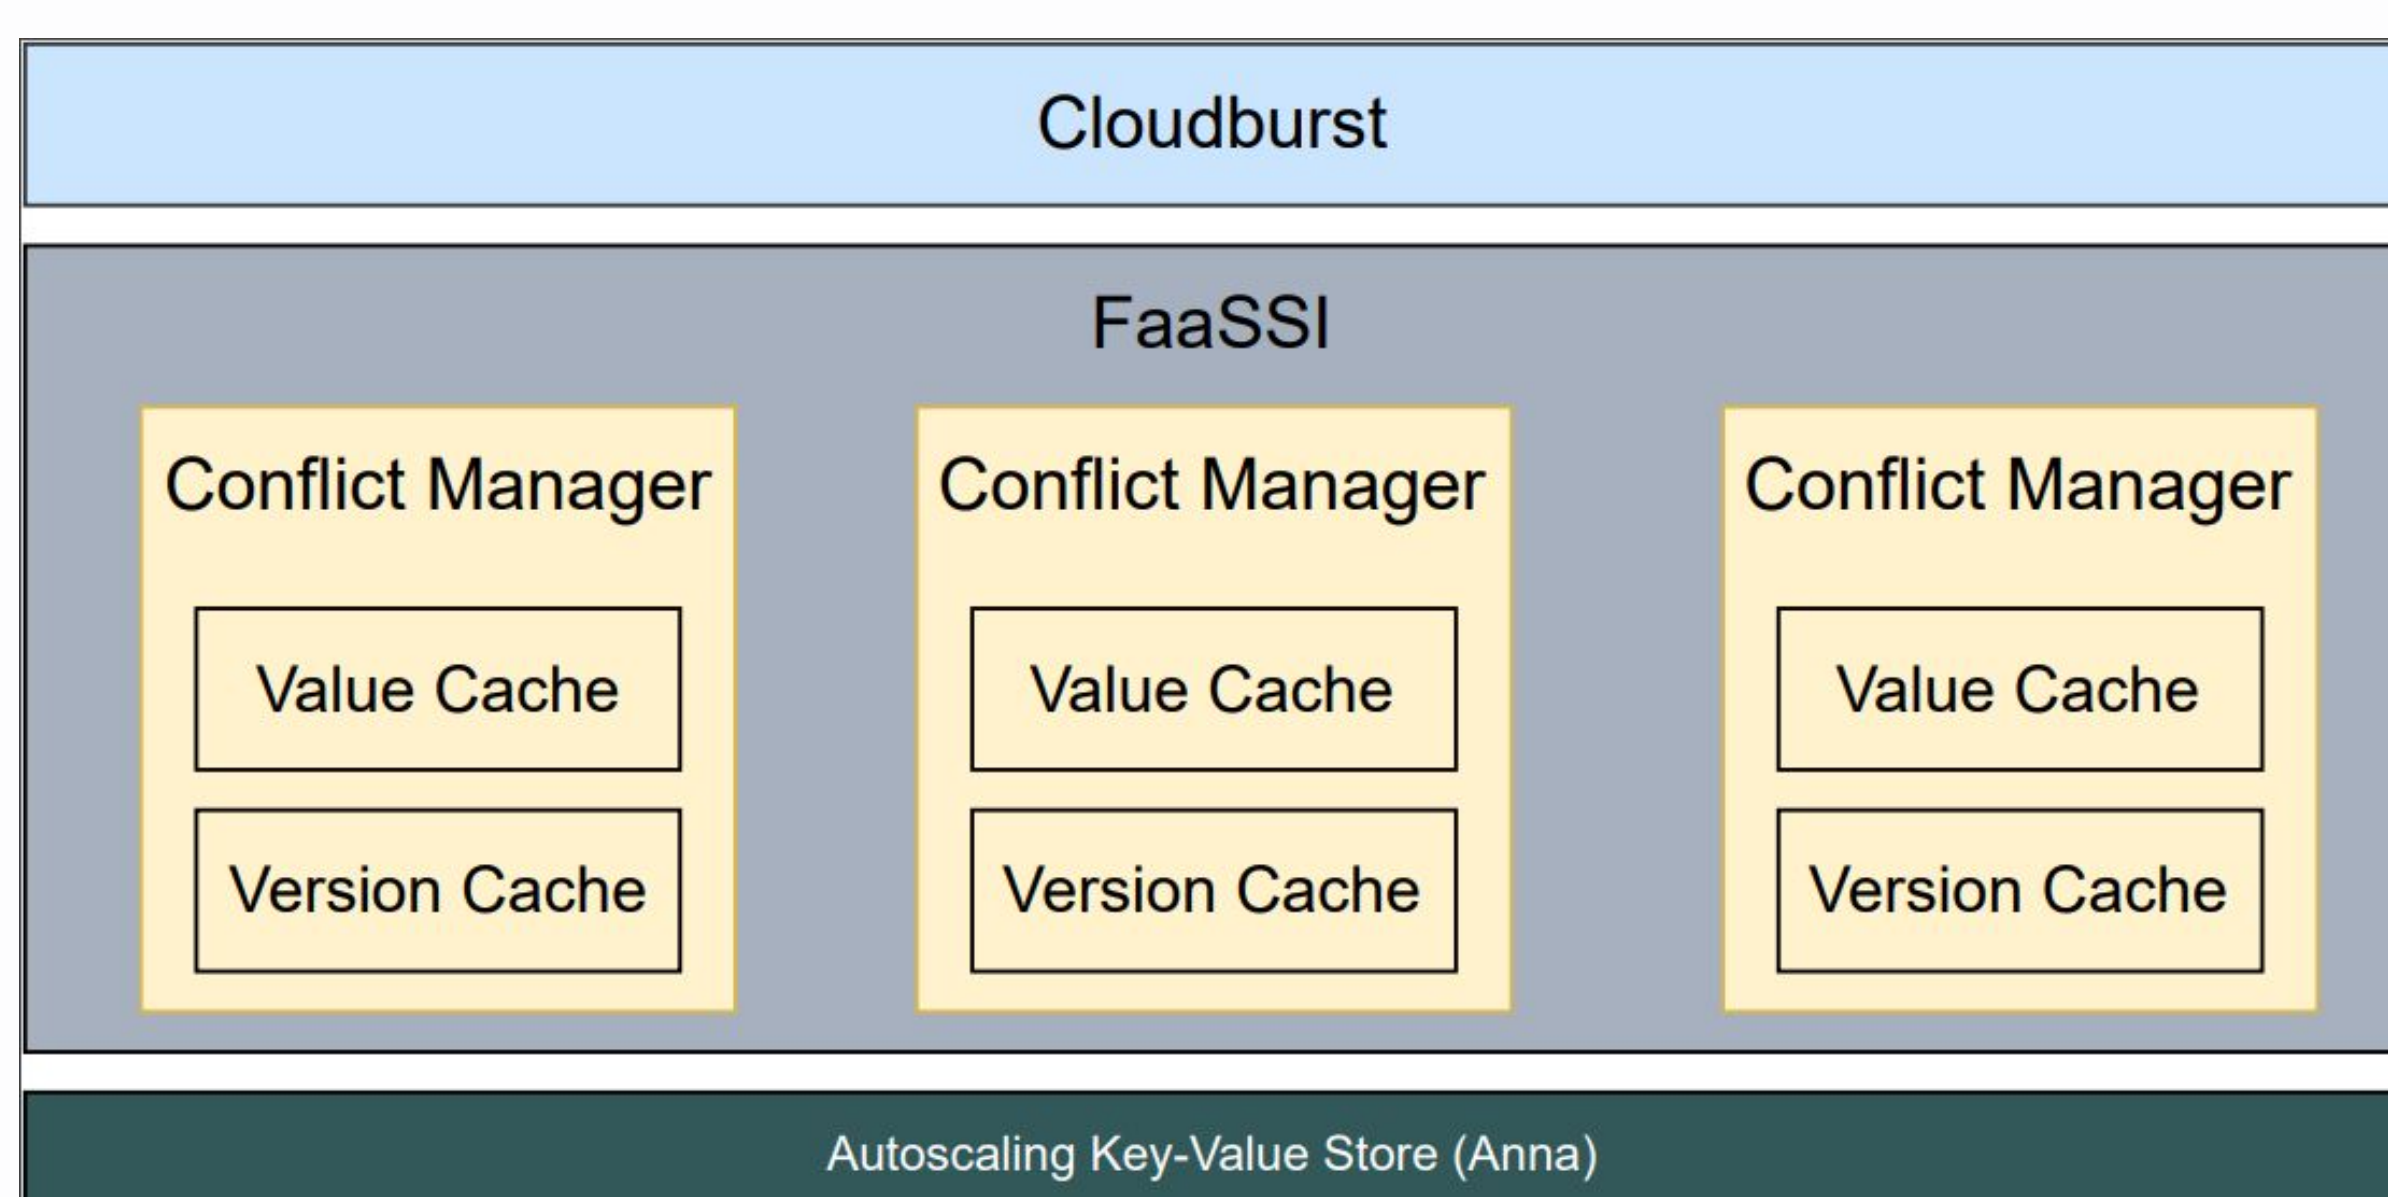 Cloudburst
FaaSSI
Conflict Manager
Value Cache
Version Cache
Conflict Manager
Value Cache
Version Cache
Conflict Manager
Value Cache
Version Cache
Autoscaling Key-Value Store (Anna)